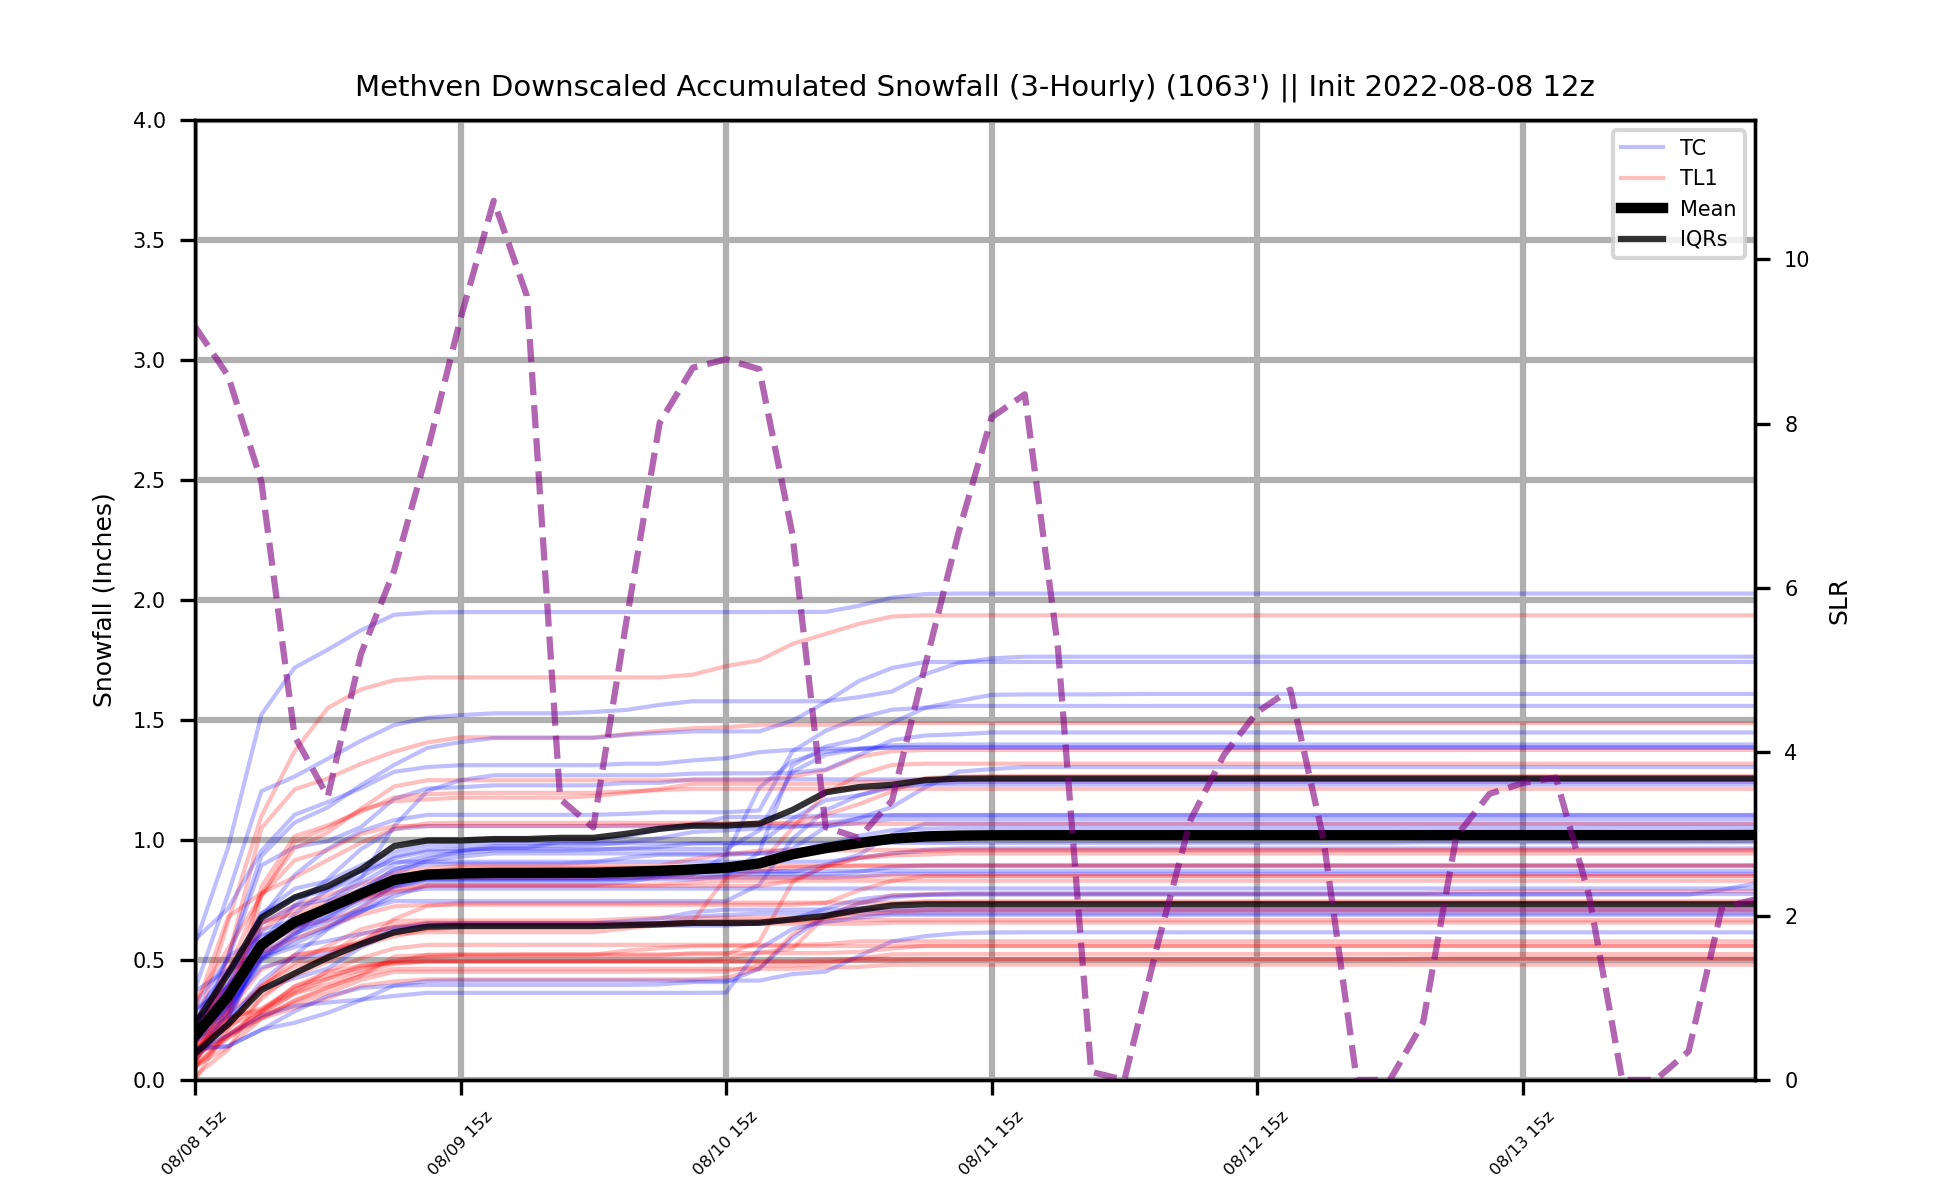 Methven Downscaled Accumulated Snowfall (3-Hourly) (1063') || Init 2022-08-08 12z
4.0
3.5
3.0
2.5
2.0
1.5
1.0
0.5
0.0
Snowfall (Inches)
TC
TL1
Mean
IQRs
10
8
6
4
2
0
SLR
08/08 15z
08/09 15z
08/10 15z
08/11 15z
08/12 15z
08/13 15z